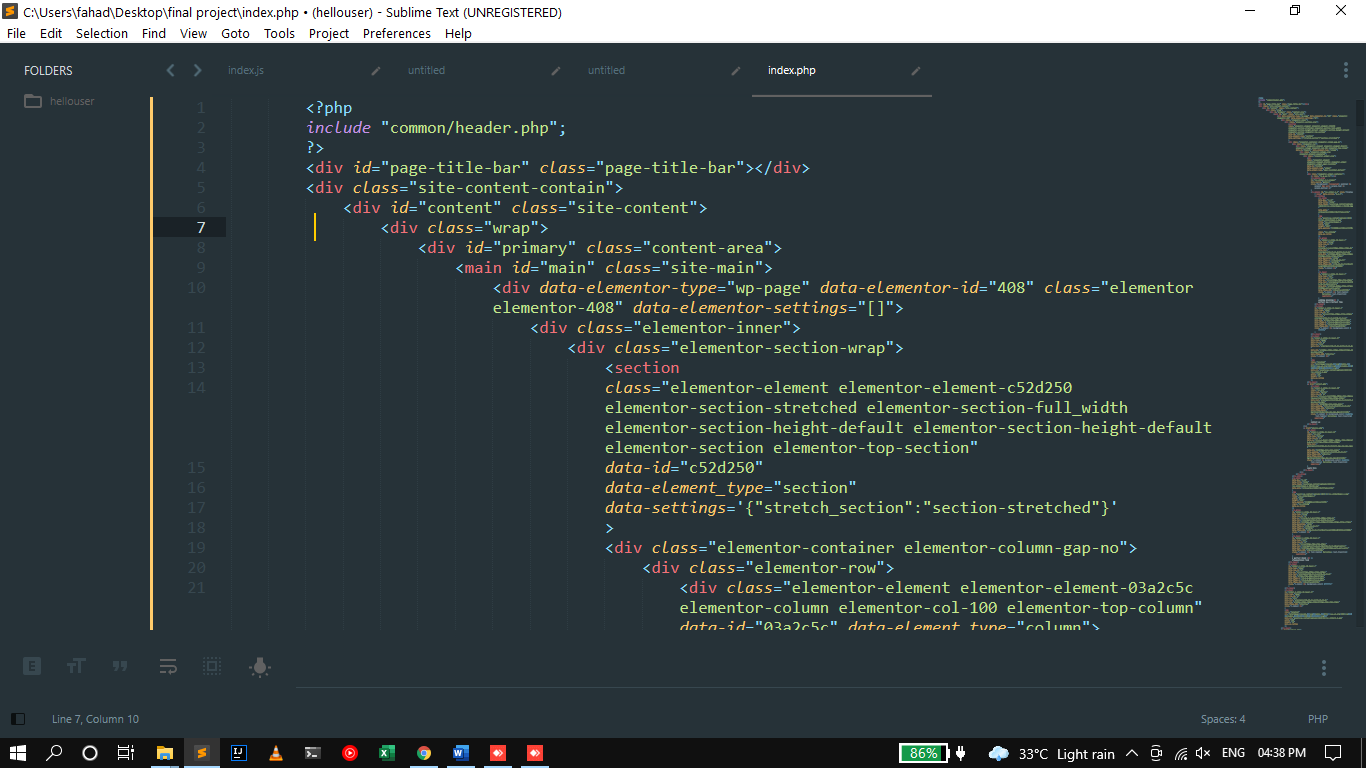 C:\Users\fahad\Desktop\final project\index.php • (hellouser) - Sublime Text (UNREGISTERED)
File Edit Selection Find View Goto Tools Project Preferences Help
FOLDERS
hellouser
index.js untitled untitled index.php
1 <?php
2 include "common/header.php";
3 ?>
4 <div id="page-title-bar" class="page-title-bar"></div>
5 <div class="site-content-contain">
6 <div id="content" class="site-content">
7 <div class="wrap">
8 <div id="primary" class="content-area">
9 <main id="main" class="site-main">
10 <div data-elementor-type="wp-page" data-elementor-id="408" class="elementor
elementor-408" data-elementor-settings="[]">
11 <div class="elementor-inner">
12 <div class="elementor-section-wrap">
13 <section
14 class="elementor-element elementor-element-c52d250
elementor-section-stretched elementor-section-full_width
elementor-section-height-default elementor-section-height-default
elementor-section elementor-top-section"
15 data-id="c52d250"
16 data-element_type="section"
17 data-settings='{"stretch_section":"section-stretched"}'
18 >
19 <div class="elementor-container elementor-column-gap-no">
20 <div class="elementor-row">
21 <div class="elementor-element elementor-element-03a2c5c
elementor-column elementor-col-100 elementor-top-column"
data-id="03a2c5c" data-element_type="column">
Line 7, Column 10 Spaces: 4 PHP
86% 33°C Light rain ENG 04:38 PM